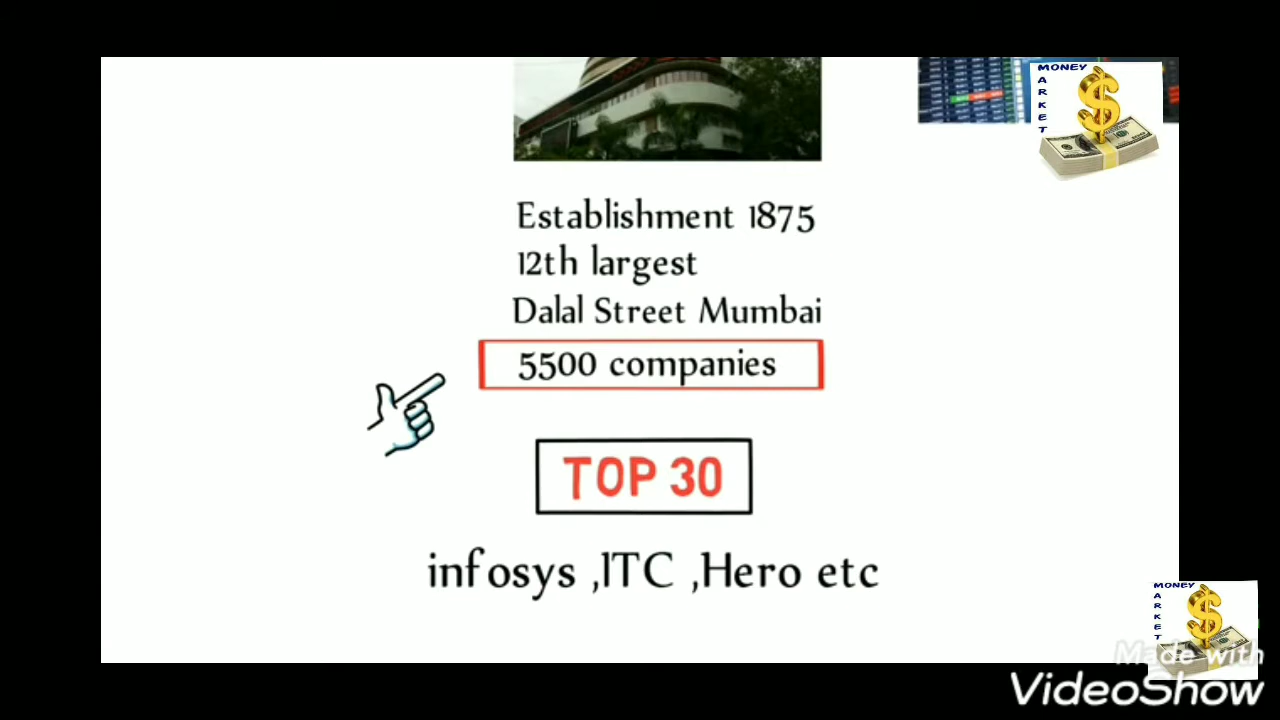 MONEY
MARKET
Establishment 1875
12th largest
Dalal Street Mumbai
5500 companies
TOP 30
infosys ,ITC ,Hero etc
MONEY
MARKET
Made with
VideoShow